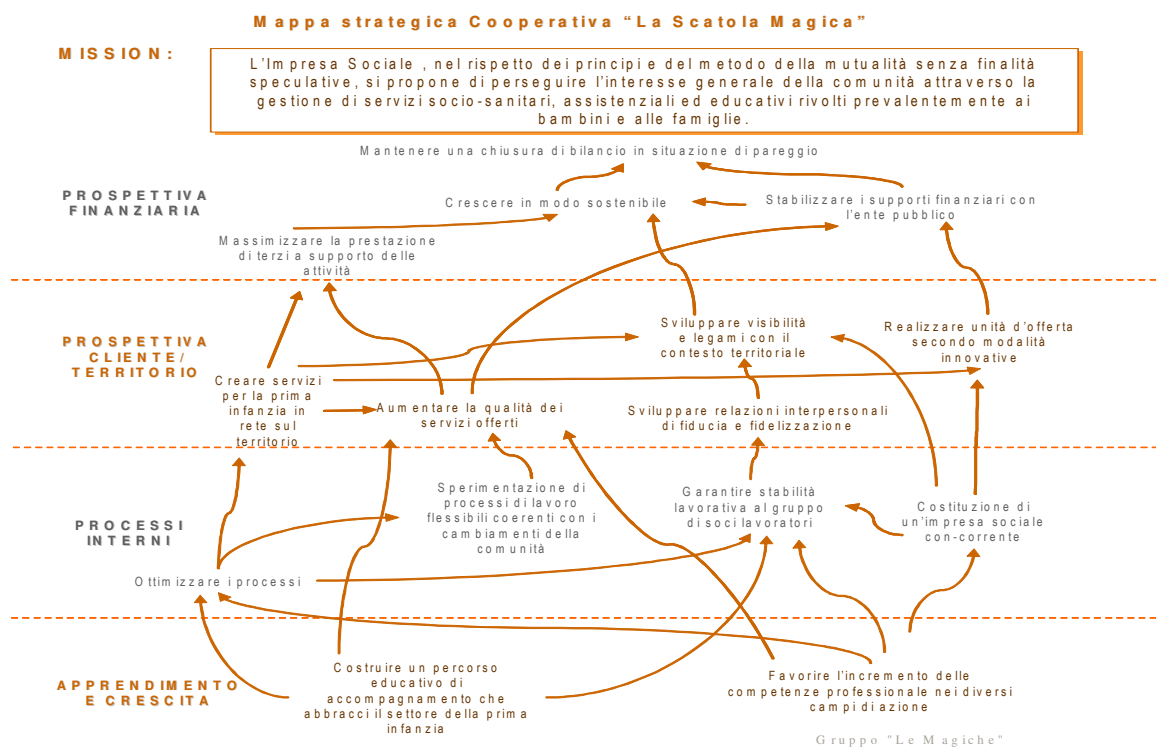 Mappa strategica Cooperativa "La Scatola Magica"
MISSION:
L'Impresa Sociale , nel rispetto dei principi e del metodo della mutualità senza finalità
speculative, si propone di perseguire l'interesse generale della comunità attraverso la
gestione di servizi socio-sanitari, assistenziali ed educativi rivolti prevalentemente ai
bambini e alle famiglie.
Mantenere una chiusura di bilancio in situazione di pareggio
PROSPETTIVA
FINANZIARIA
Crescere in modo sostenibile
Stabilizzare i supporti finanziari con
l'ente pubblico
Massimizzare la prestazione
di terzi a supporto delle
attività
PROSPETTIVA
CLIENTE/
TERRITORIO
Sviluppare visibilità
e legami con il
contesto territoriale
Realizzare unità d'offerta
secondo modalità
innovative
Creare servizi
per la prima
infanzia in
rete sul
territorio
Aumentare la qualità dei
servizi offerti
Sviluppare relazioni interpersonali
di fiducia e fidelizzazione
PROCESSI
INTERNI
Sperimentazione di
processi di lavoro
flessibili coerenti con i
cambiamenti della
comunità
Garantire stabilità
lavorativa al gruppo
di soci lavoratori
Costituzione di
un'impresa sociale
con-corrente
Ottimizzare i processi
APPRENDIMENTO
E CRESCITA
Costruire un percorso
educativo di
accompagnamento che
abbracci il settore della prima
infanzia
Favorire l'incremento delle
competenze professionale nei diversi
campi di azione
Gruppo "Le Magiche"